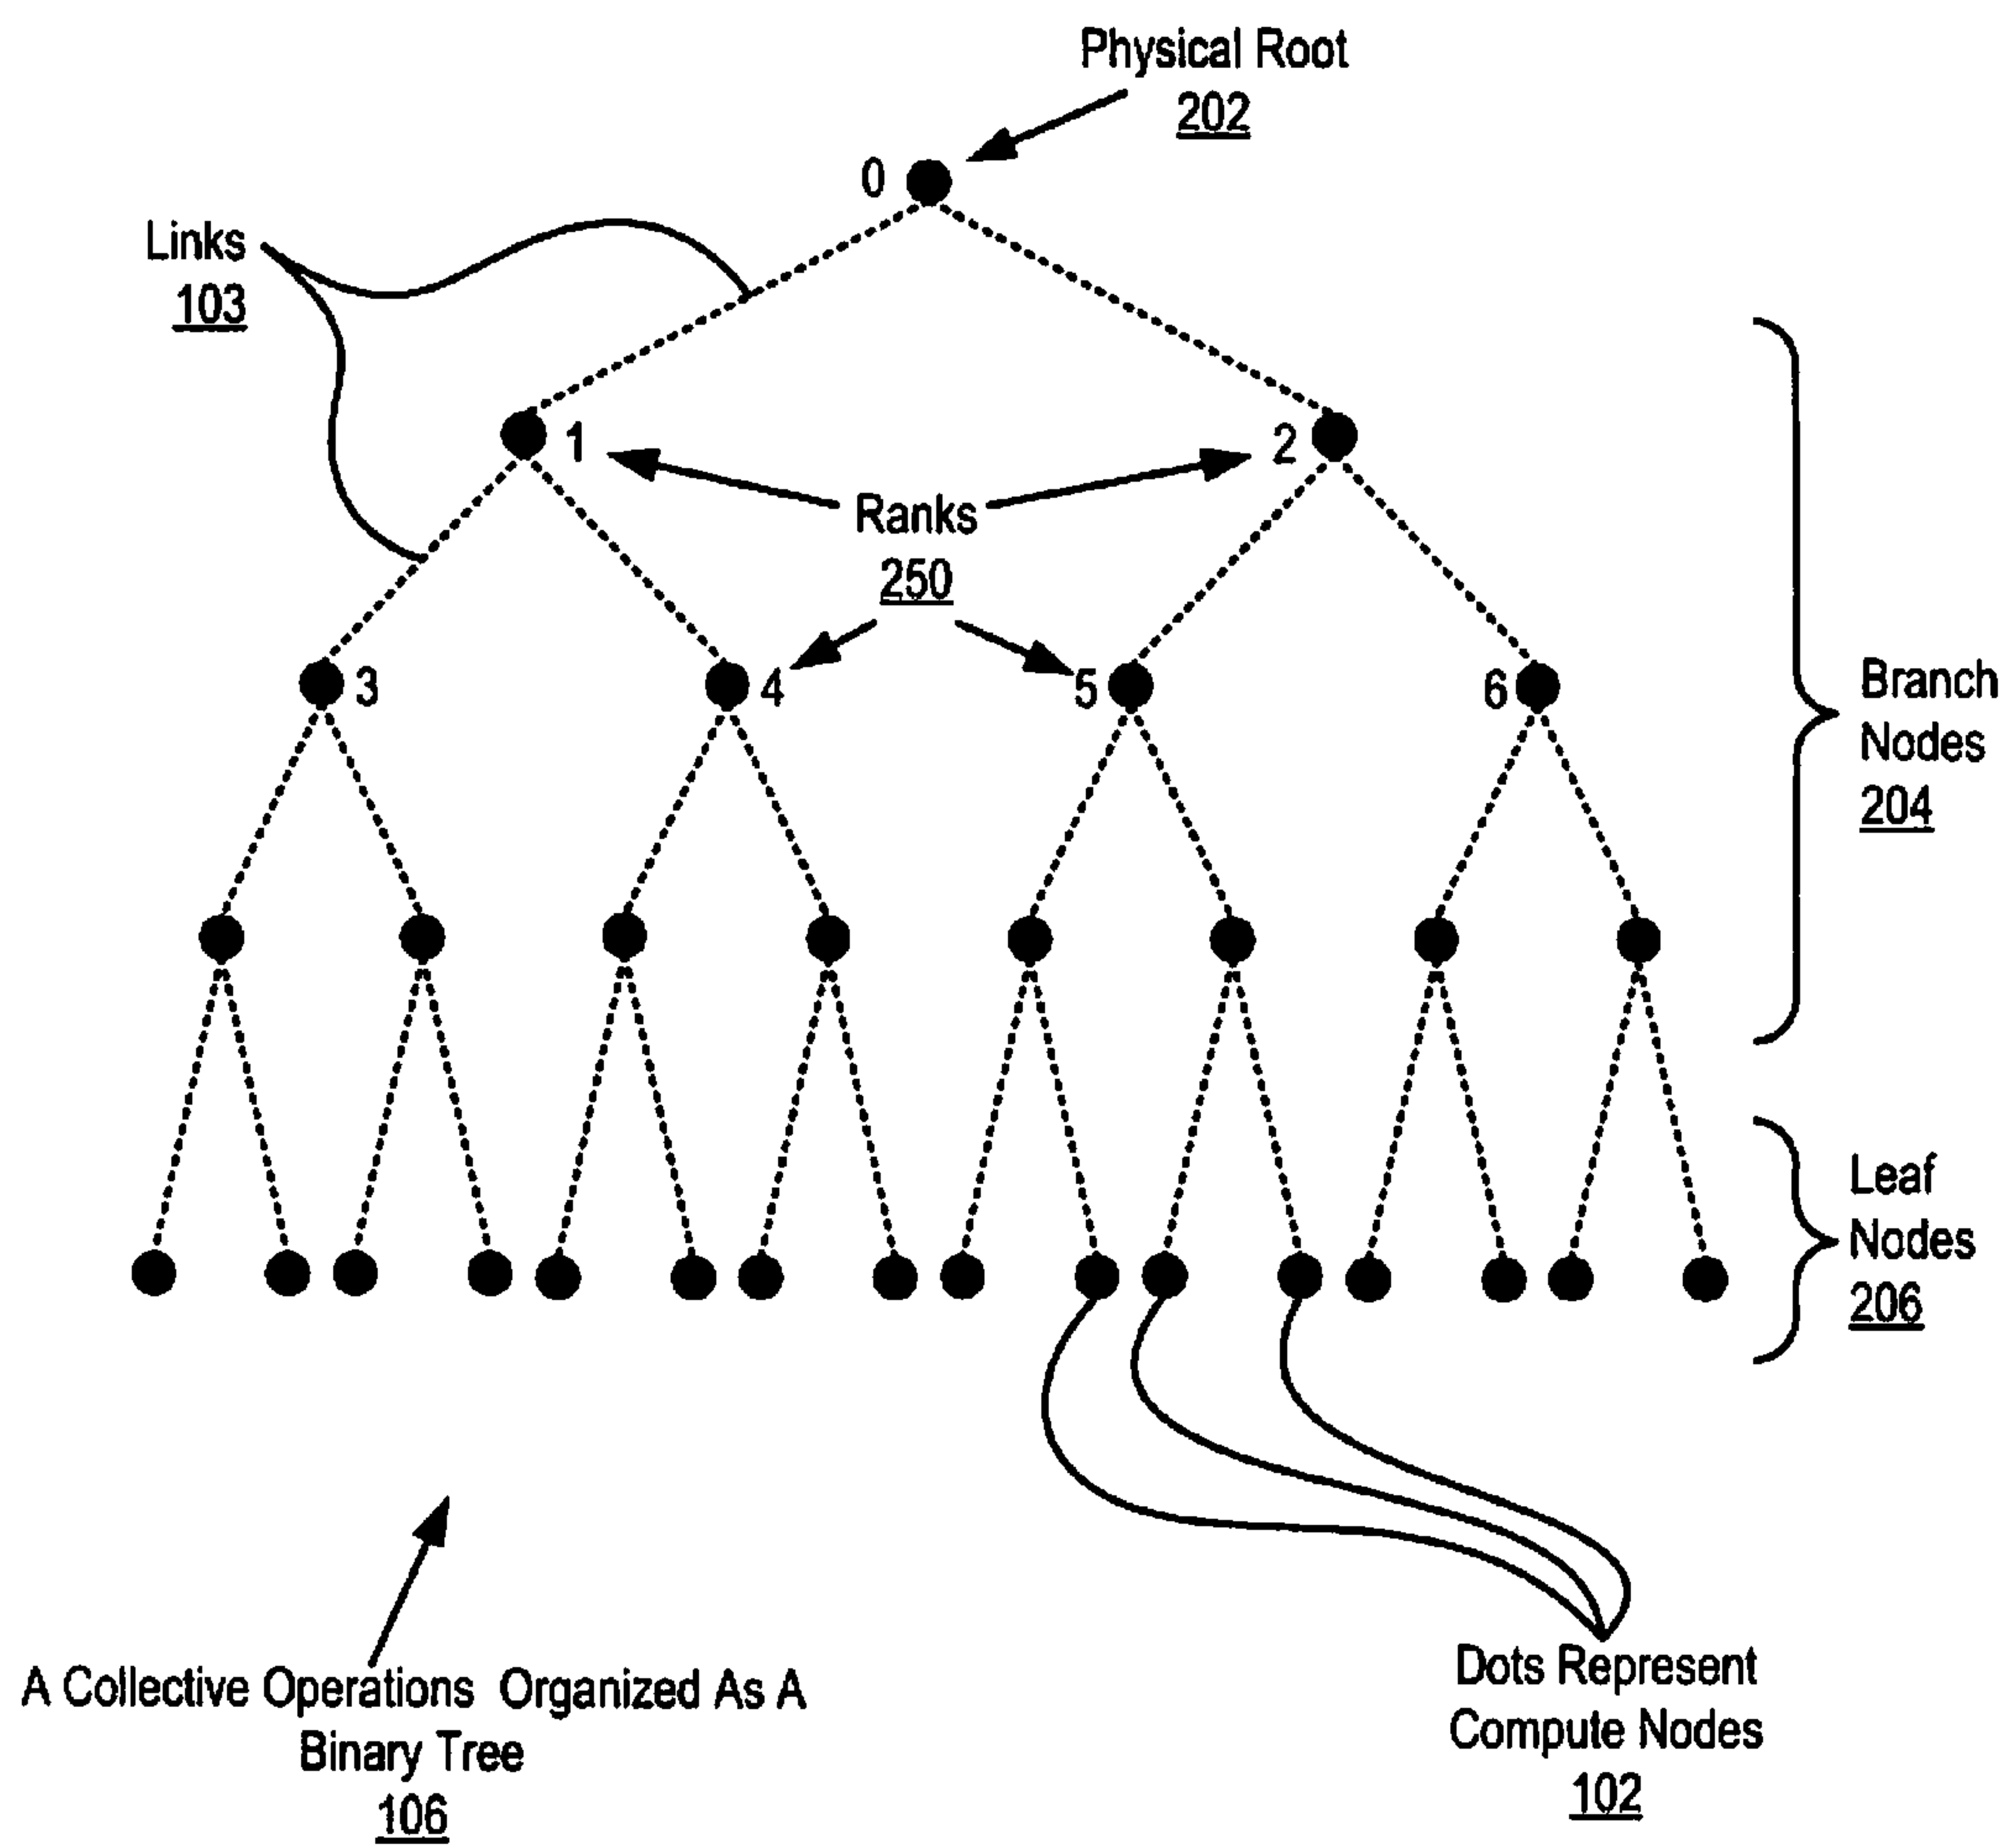 Physical Root
202
0
Links
103
1
2
Ranks
250
3
4
5
6
Branch
Nodes
204
Leaf
Nodes
206
A Collective Operations Organized As A
Binary Tree
106
Dots Represent
Compute Nodes
102